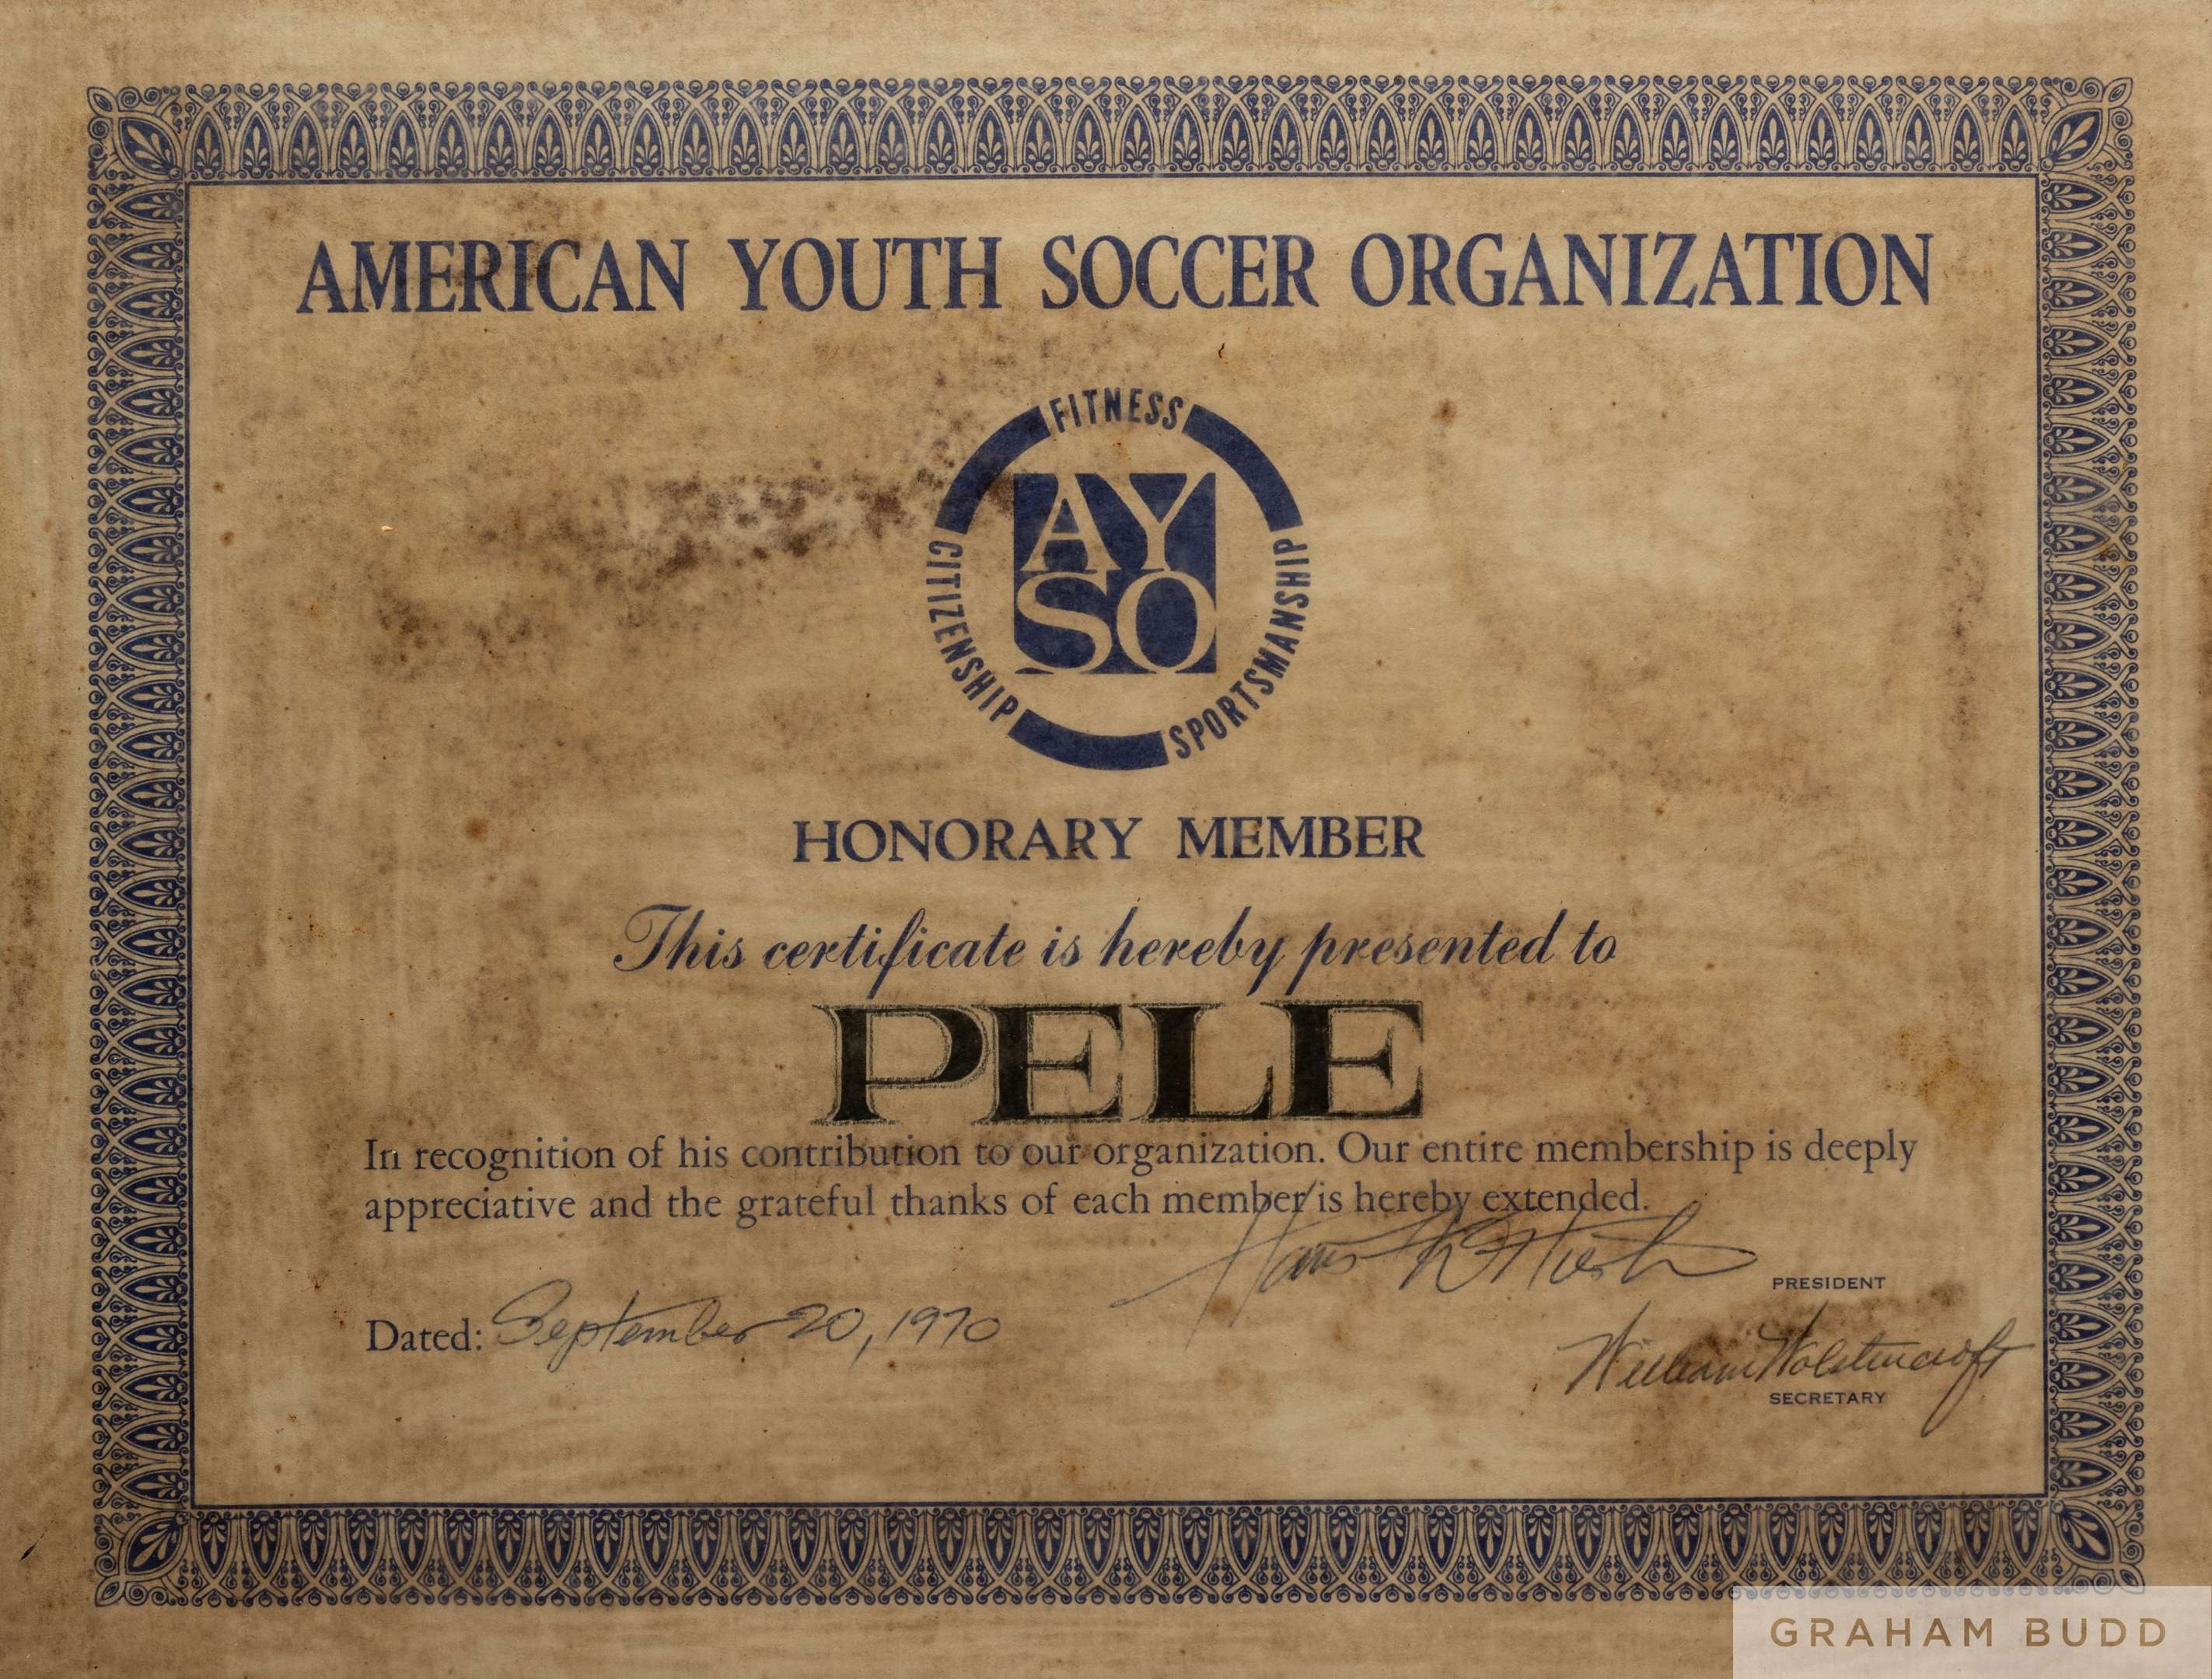 AMERICAN YOUTH SOCCER ORGANIZATION
FITNESS
AY
SO
CITIZENSHIP
SPORTSMANSHIP
HONORARY MEMBER
This certificate is hereby presented to
PELE
In recognition of his contribution to our organization. Our entire membership is deeply
appreciative and the grateful thanks of each member is hereby extended.
PRESIDENT
Dated: September 20, 1970
William Wolstencroft
SECRETARY
GRAHAM BUDD